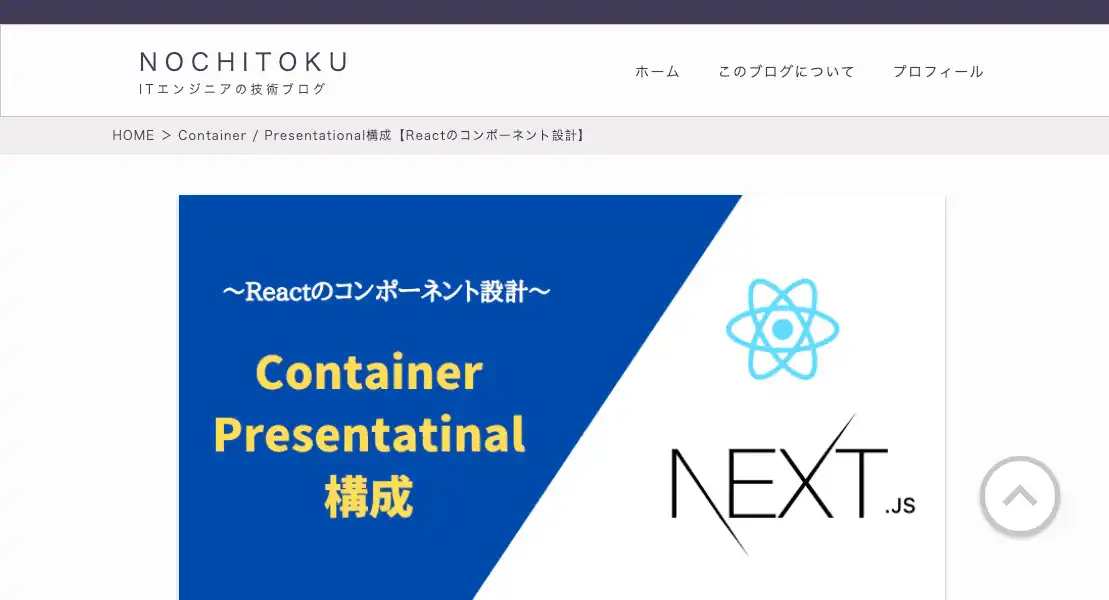 NOCHITOKU
ITエンジニアの技術ブログ
ホーム このブログについて プロフィール
HOME > Container / Presentational構成【Reactのコンポーネント設計】
〜Reactのコンポーネント設計〜
Container
Presentatinal
構成
NEXT.JS